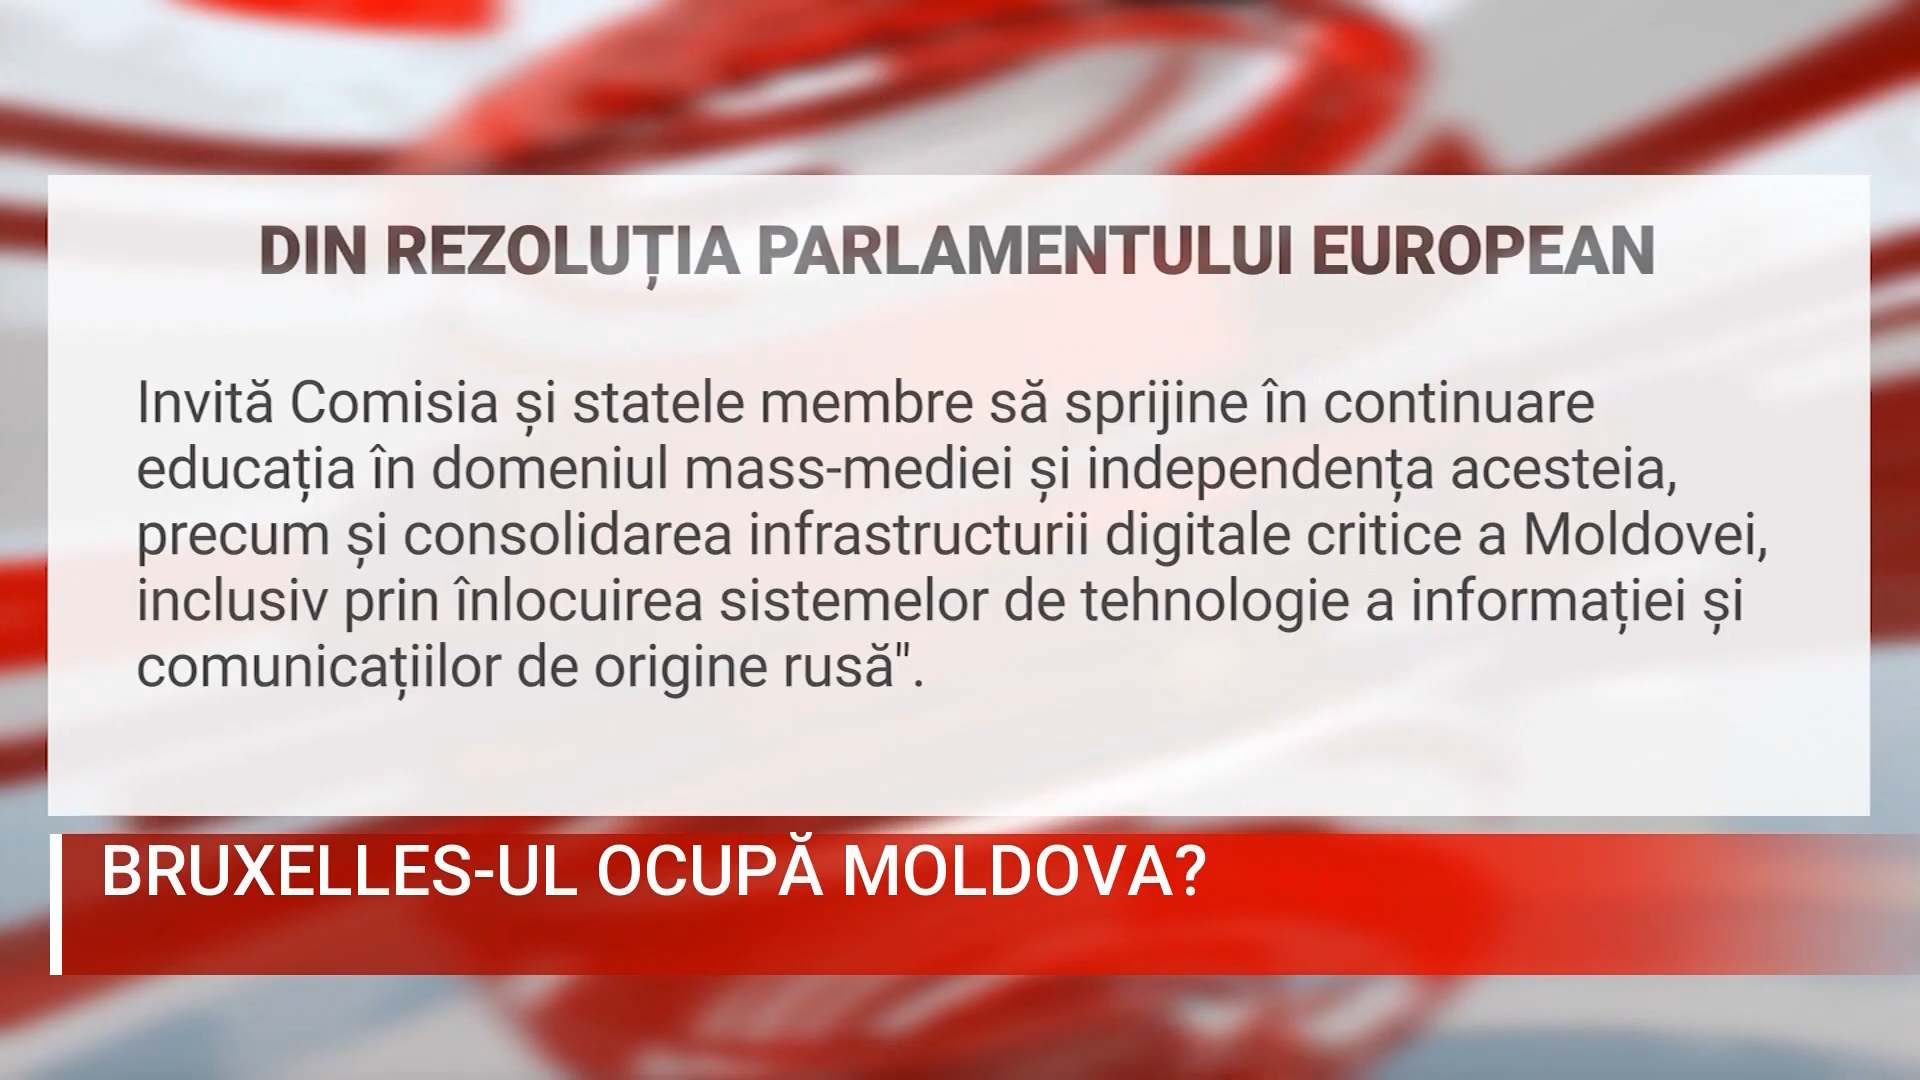 DIN REZOLUȚIA PARLAMENTULUI EUROPEAN
Invită Comisia și statele membre să sprijine în continuare
educația în domeniul mass-mediei și independența acesteia,
precum și consolidarea infrastructurii digitale critice a Moldovei,
inclusiv prin înlocuirea sistemelor de tehnologie a informației și
comunicațiilor de origine rusă".
BRUXELLES-UL OCUPĂ MOLDOVA?